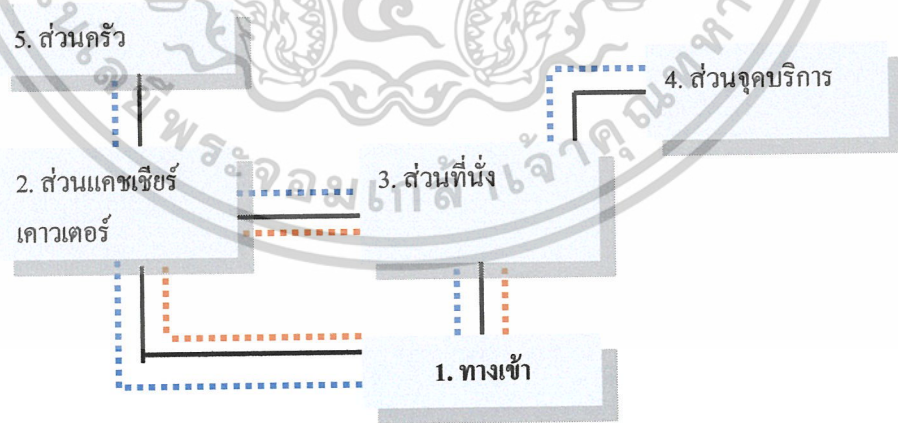 5. ส่วนครัว
4. ส่วนจุดบริการ
2. ส่วนแคชเชียร์
เคาวเตอร์
3. ส่วนที่นั่ง
1. ทางเข้า